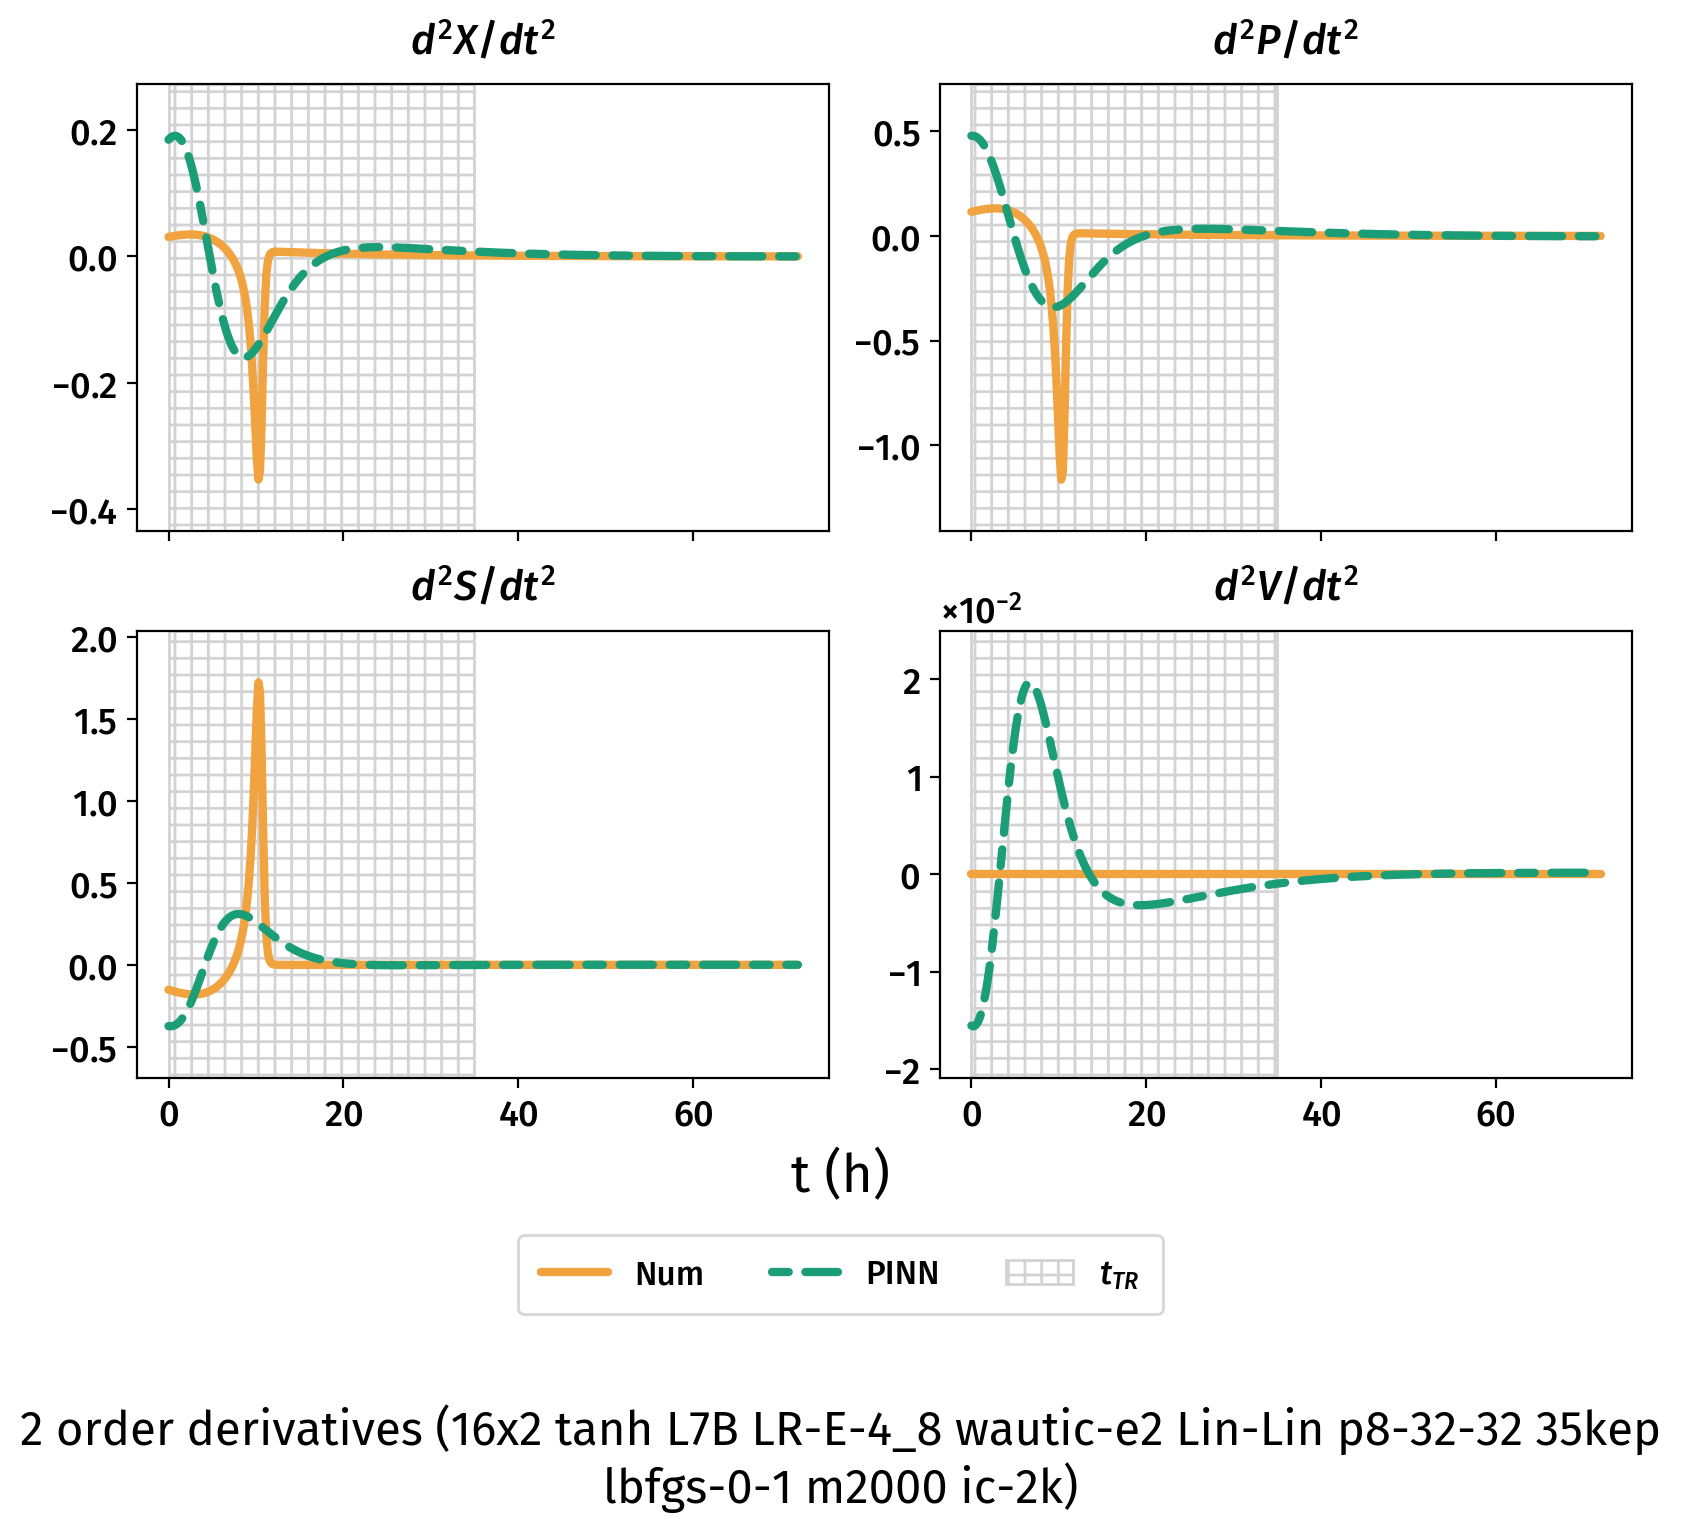 d²X/dt²
d²P/dt²
0.2
0.0
−0.2
−0.4
0.5
0.0
−0.5
−1.0
d²S/dt²
d²V/dt²
×10⁻²
2.0
1.5
1.0
0.5
0.0
−0.5
2
1
0
−1
−2
0 20 40 60
0 20 40 60
t (h)
Num PINN t_TR
2 order derivatives (16x2 tanh L7B LR-E-4_8 wautic-e2 Lin-Lin p8-32-32 35kep
lbfgs-0-1 m2000 ic-2k)